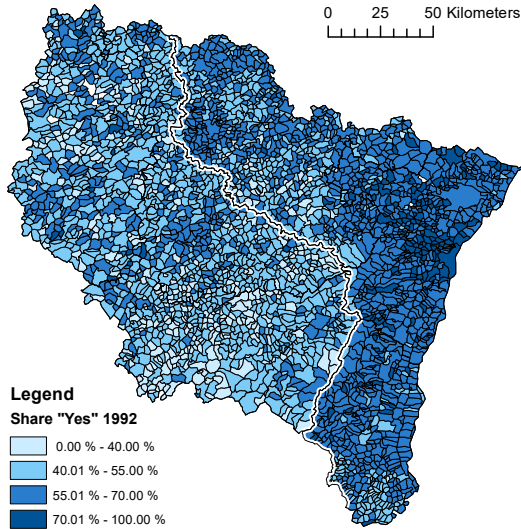 0 25 50 Kilometers
Legend
Share "Yes" 1992
0.00 % - 40.00 %
40.01 % - 55.00 %
55.01 % - 70.00 %
70.01 % - 100.00 %